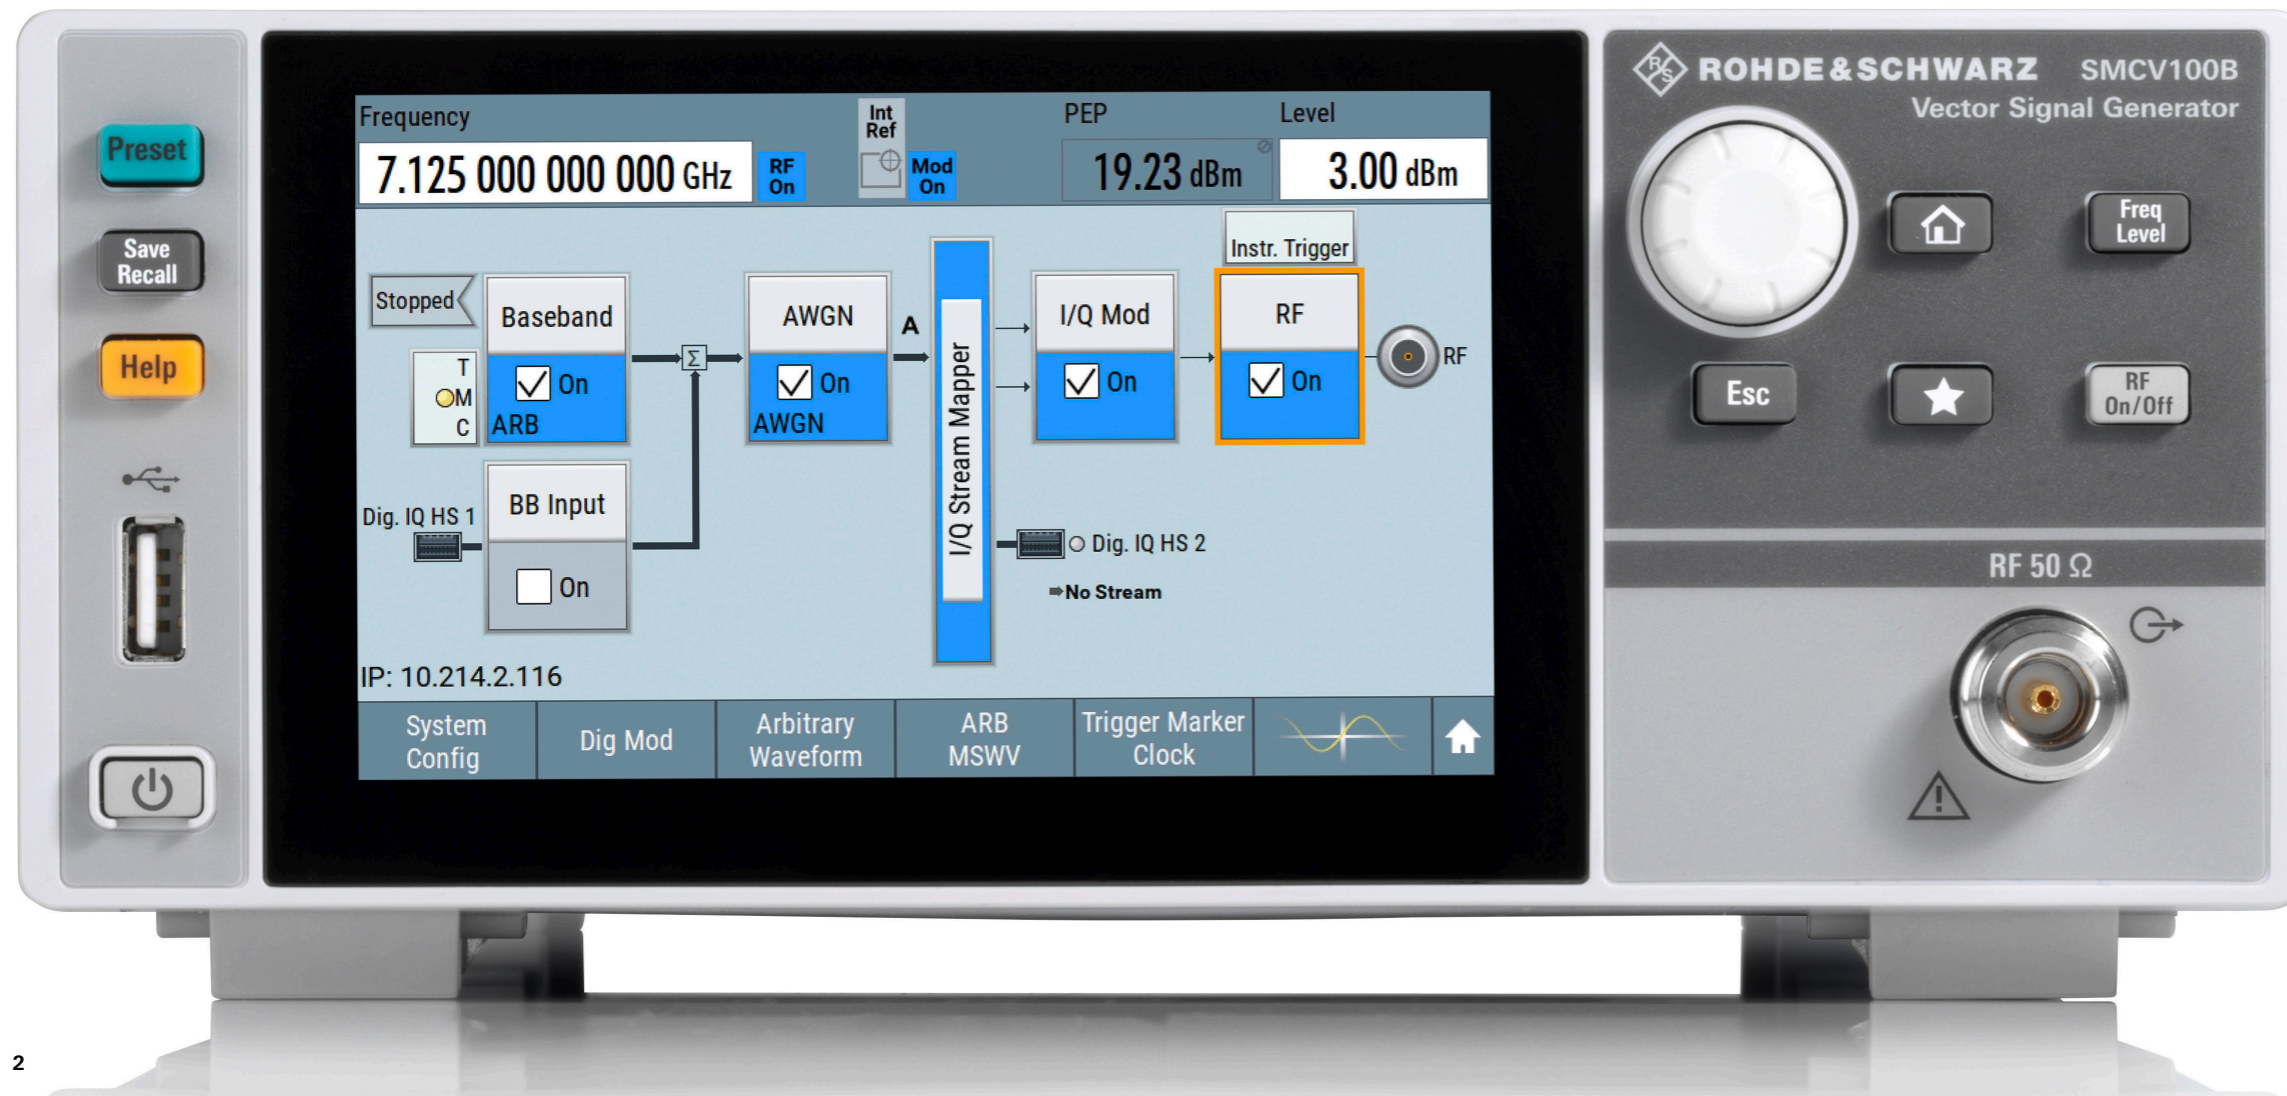 ROHDE&SCHWARZ SMCV100B
Vector Signal Generator
Preset
Save
Recall
Help
Frequency
7.125 000 000 000 GHz
RF
On
Int
Ref
Mod
On
PEP
19.23 dBm
Level
3.00 dBm
Instr. Trigger
Stopped
Baseband
On
ARB
T
M
C
Σ
AWGN
On
AWGN
A
I/Q Stream Mapper
I/Q Mod
On
RF
On
RF
Dig. IQ HS 1
BB Input
On
Dig. IQ HS 2
No Stream
IP: 10.214.2.116
System
Config
Dig Mod
Arbitrary
Waveform
ARB
MSWV
Trigger Marker
Clock
Freq
Level
Esc
RF
On/Off
RF 50 Ω
2